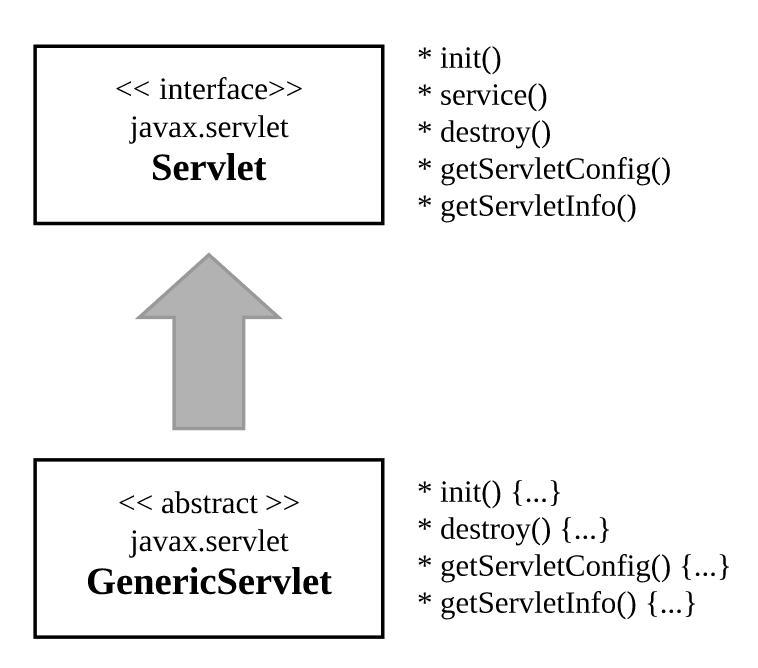 << interface>>
javax.servlet
Servlet
* init()
* service()
* destroy()
* getServletConfig()
* getServletInfo()
<< abstract >>
javax.servlet
GenericServlet
* init() {...}
* destroy() {...}
* getServletConfig() {...}
* getServletInfo() {...}